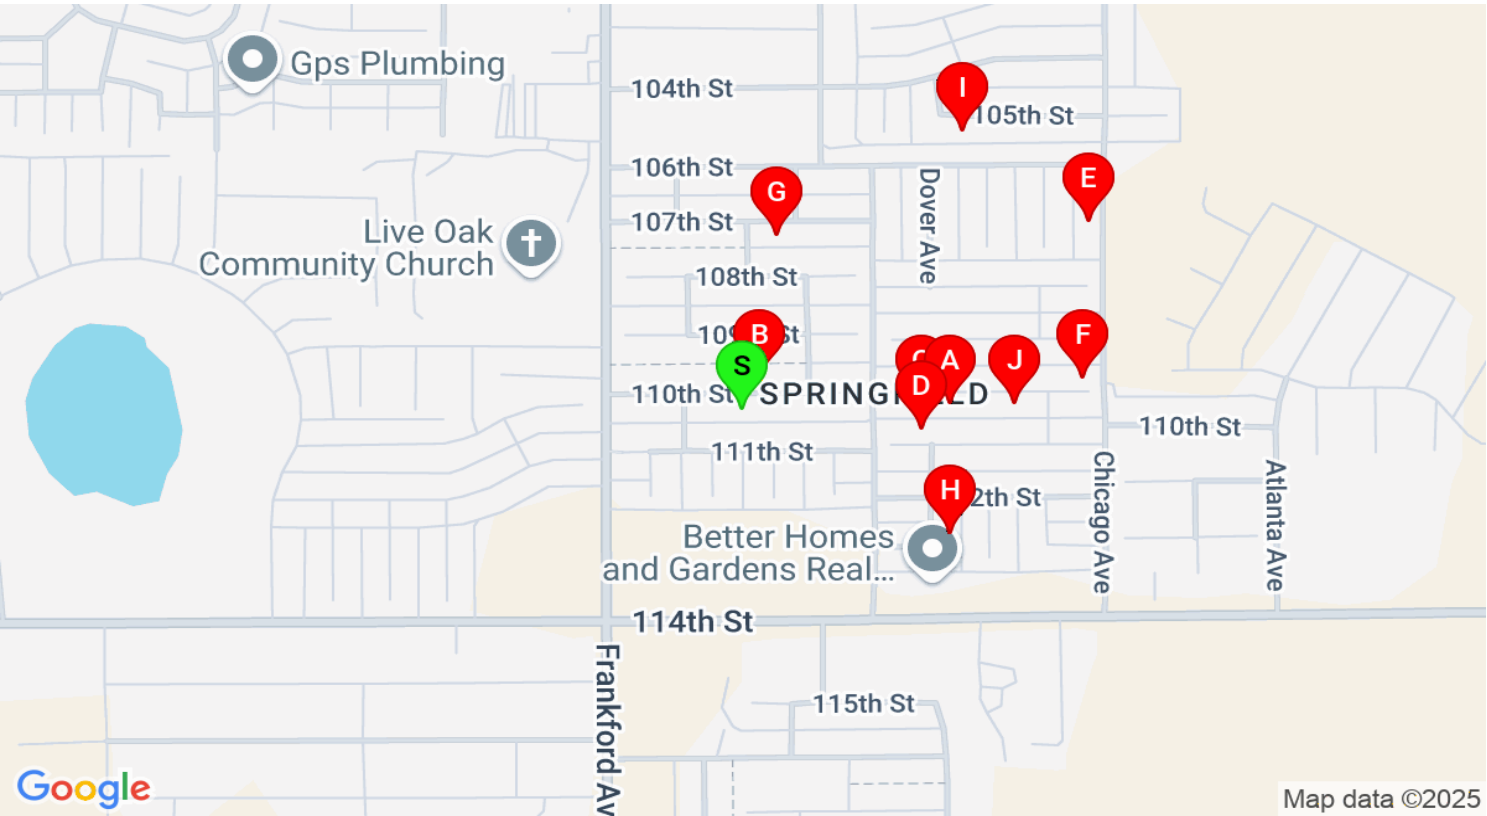 Gps Plumbing
104th St
I
105th St
106th St
Dover Ave
E
G
107th St
Live Oak
Community Church
108th St
B
S
F
A
J
D
110th St
SPRING
111th St
110th St
H
Chicago Ave
Atlanta Ave
Better Homes
and Gardens Real...
114th St
Frankford Av
115th St
Google
Map data ©2025